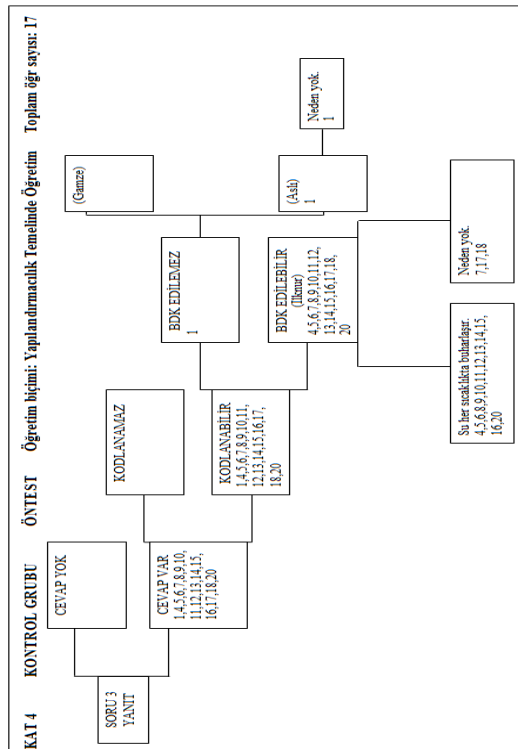 KAT 4 KONTROL GRUBU ÖNTEST Öğretim biçimi: Yapılandırmacılık Temelinde Öğretim Toplam öğr sayısı: 17
SORU 3
YANIT
CEVAP YOK
CEVAP VAR
1,4,5,6,7,8,9,10,
11,12,13,14,15,
16,17,18,20
KODLANAMAZ
KODLANABİLİR
1,4,5,6,7,8,9,10,11,
12,13,14,15,16,17,
18,20
BDK EDİLEMEZ
1
BDK EDİLEBİLİR
(İlknur)
4,5,6,7,8,9,10,11,12,
13,14,15,16,17,18,
20
(Gamze)
(Aslı)
1
Neden yok.
1
Su her sıcaklıkta buharlaşır.
4,5,6,8,9,10,11,12,13,14,15,
16,20
Neden yok.
7,17,18